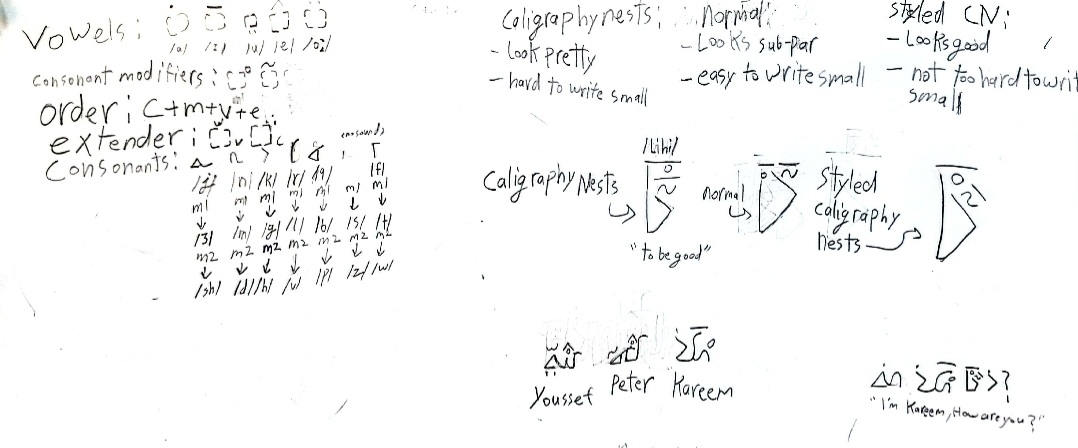 Vowels:
/a/ /i/ /u/ /e/ /oi/
consonant modifiers:
order: C+m+v+e
extender:
Consonants:
/j/ /n/ /k/ /r/ /q/ /f/
m1 m1 m1 m1 m1 m1 m1
↓ ↓ ↓ ↓ ↓ ↓ ↓
/3/ /m/ /g/ /l/ /b/ /s/ /t/
m2 m2 m2 m2 m2 m2 m2
↓ ↓ ↓ ↓ ↓ ↓ ↓
/sh/ /d/ /h/ /v/ /p/ /z/ /w/
Caligraphy nests:
- Look pretty
- hard to write small
Normal:
- Looks sub-par
- easy to write small
styled CN:
- Looks good
- not too hard to writ
small
/Lihi/
Caligraphy Nests
"to be good"
normal
Styled
caligraphy
nests
Youssef Peter Kareem
"I'm Kareem, How are you?"